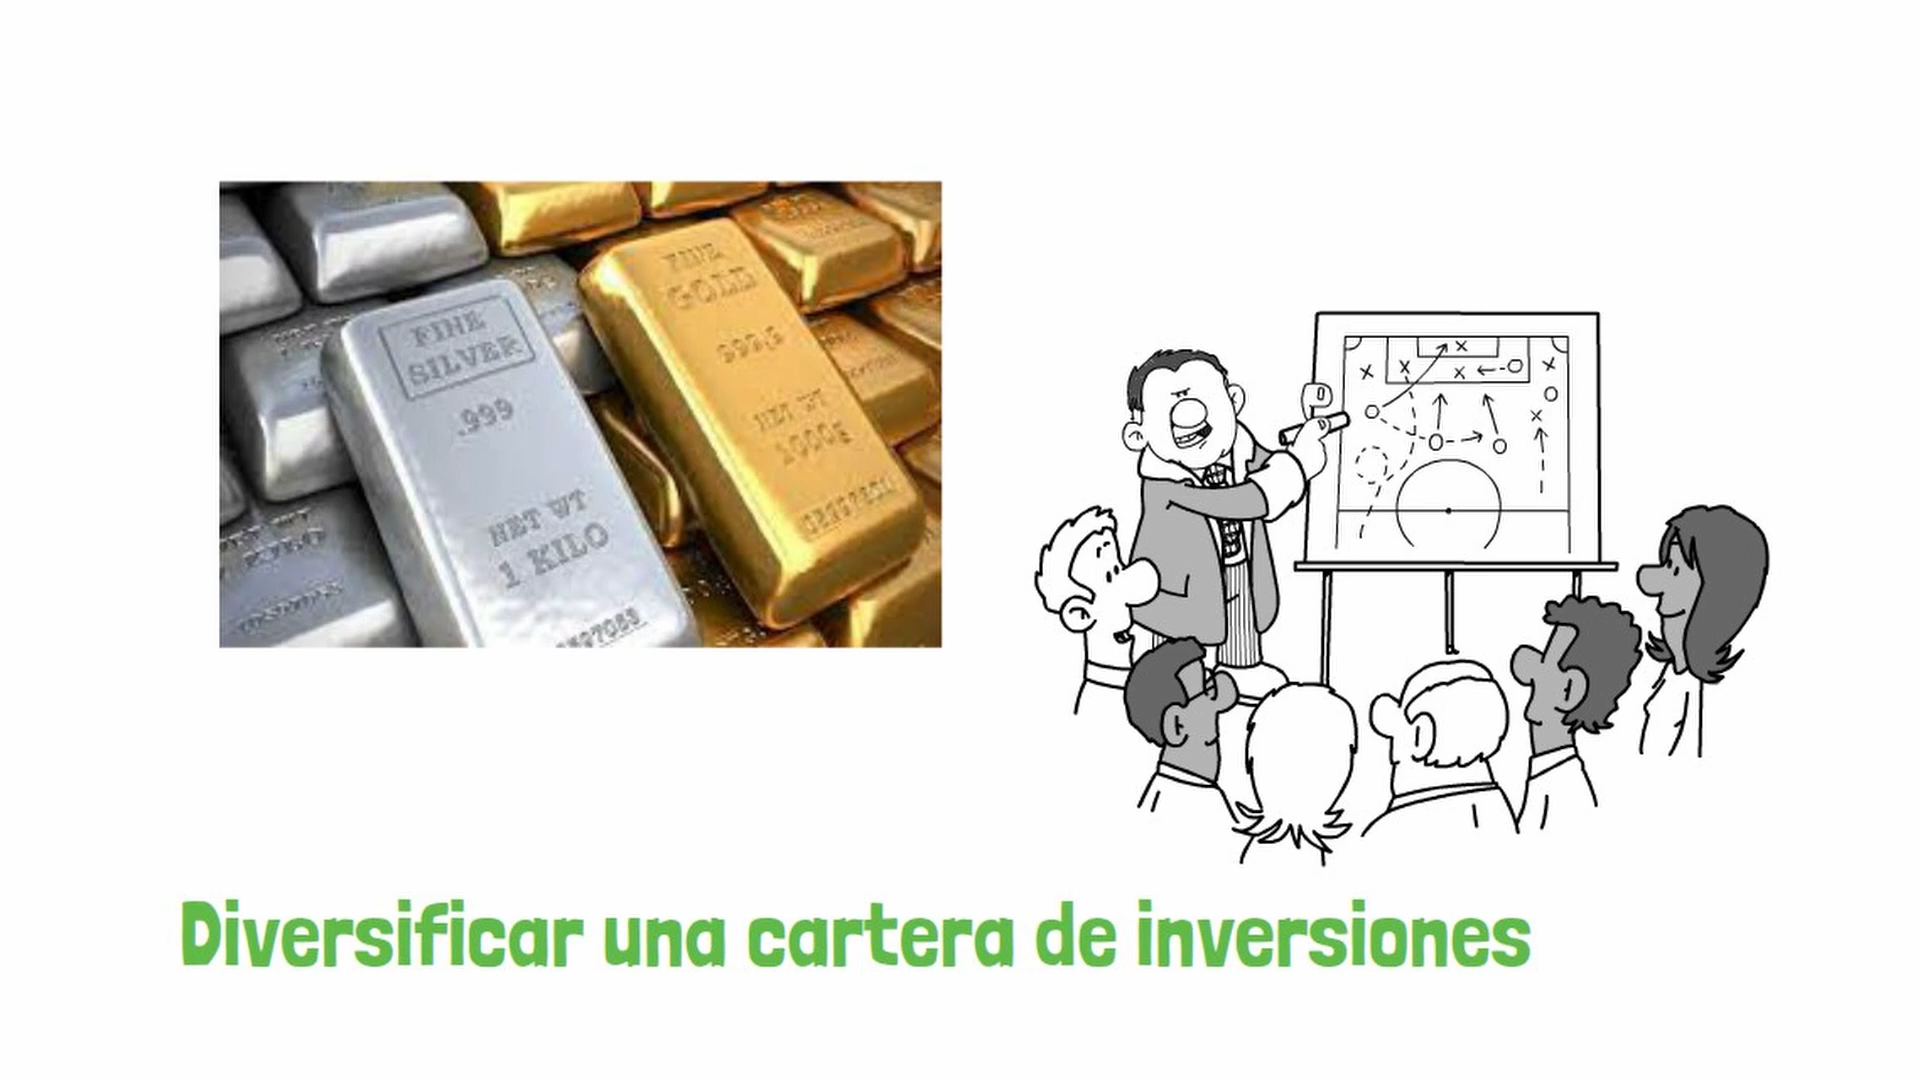 FINE
SILVER
.999
NET WT
1 KILO
FINE
GOLD
999,9
NET WT
1000g
Diversificar una cartera de inversiones